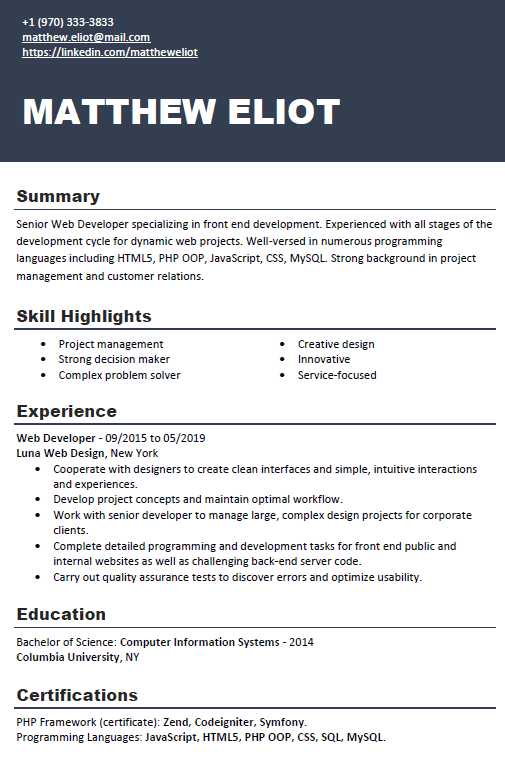 +1 (970) 333-3833
matthew.eliot@mail.com
https://linkedin.com/mattheweliot
MATTHEW ELIOT
Summary
Senior Web Developer specializing in front end development. Experienced with all stages of the
development cycle for dynamic web projects. Well-versed in numerous programming
languages including HTML5, PHP OOP, JavaScript, CSS, MySQL. Strong background in project
management and customer relations.
Skill Highlights
• Project management
• Strong decision maker
• Complex problem solver
• Creative design
• Innovative
• Service-focused
Experience
Web Developer - 09/2015 to 05/2019
Luna Web Design, New York
• Cooperate with designers to create clean interfaces and simple, intuitive interactions
and experiences.
• Develop project concepts and maintain optimal workflow.
• Work with senior developer to manage large, complex design projects for corporate
clients.
• Complete detailed programming and development tasks for front end public and
internal websites as well as challenging back-end server code.
• Carry out quality assurance tests to discover errors and optimize usability.
Education
Bachelor of Science: Computer Information Systems - 2014
Columbia University, NY
Certifications
PHP Framework (certificate): Zend, Codeigniter, Symfony.
Programming Languages: JavaScript, HTML5, PHP OOP, CSS, SQL, MySQL.